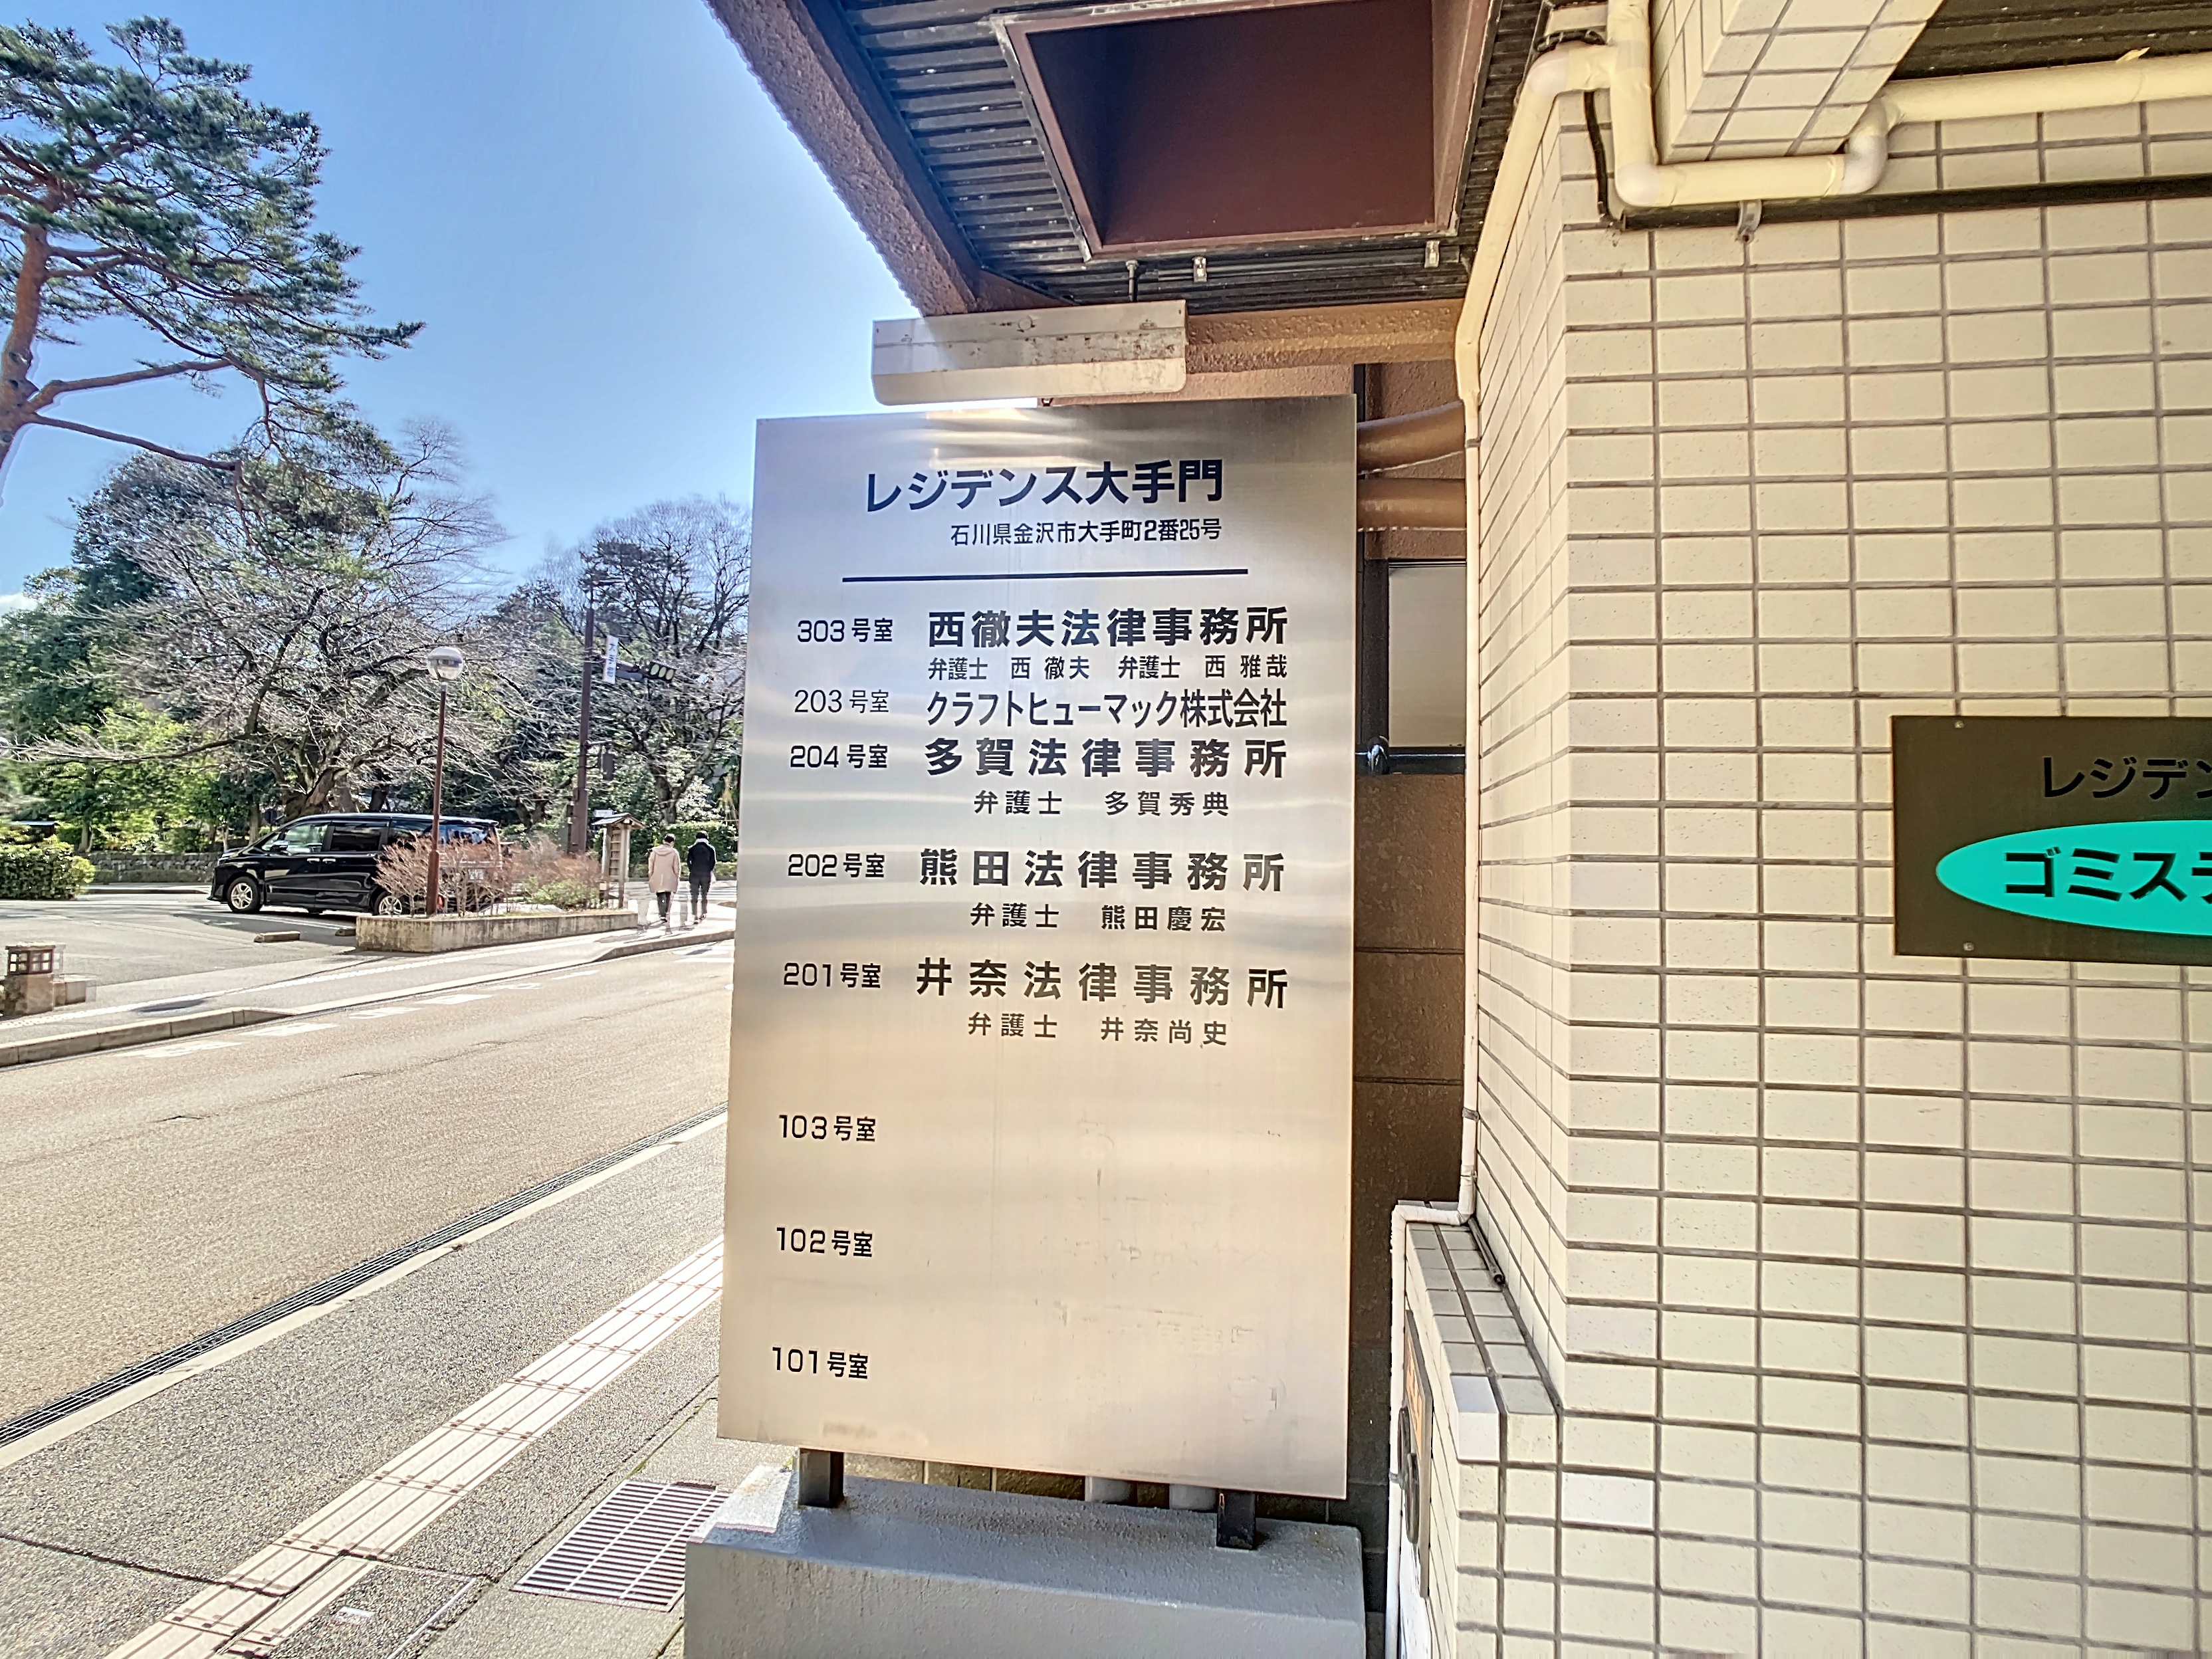 レジデンス大手門
石川県金沢市大手町2番25号
303号室 西徹夫法律事務所
弁護士 西 徹夫 弁護士 西 雅哉
203号室 クラフトヒューマック株式会社
204号室 多賀法律事務所
弁護士 多賀秀典
202号室 熊田法律事務所
弁護士 熊田慶宏
201号室 井奈法律事務所
弁護士 井奈尚史
103号室
102号室
101号室
レジデン
ゴミス